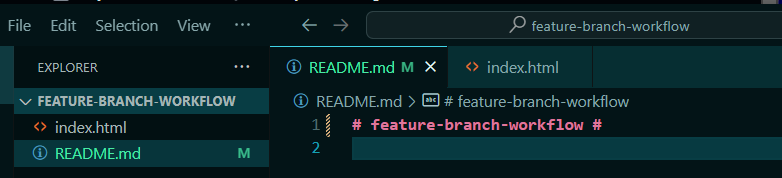 File Edit Selection View ··· feature-branch-workflow
EXPLORER ··· README.md M index.html
FEATURE-BRANCH-WORKFLOW
README.md > # feature-branch-workflow
index.html
1 # feature-branch-workflow #
README.md M
2